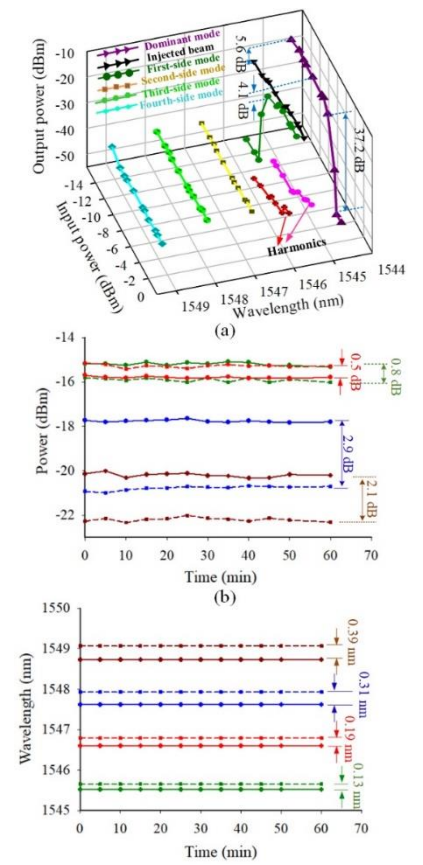 Output power (dBm)
-10
-20
-30
-40
-50
Dominant mode
Injected beam
First-side mode
Second-side mode
Third-side mode
Fourth-side mode
5.6 dB
4.1 dB
37.2 dB
Harmonics
Input power (dBm)
-14
-12
-10
-8
-6
-4
-2
0
1549
1548
1547
1546
1545
1544
Wavelength (nm)
(a)
Power (dBm)
-14
-16
-18
-20
-22
0.5 dB
0.8 dB
2.9 dB
2.1 dB
0 10 20 30 40 50 60 70
Time (min)
(b)
Wavelength (nm)
1550
1549
1548
1547
1546
1545
0.39 nm
0.31 nm
0.19 nm
0.13 nm
0 10 20 30 40 50 60 70
Time (min)